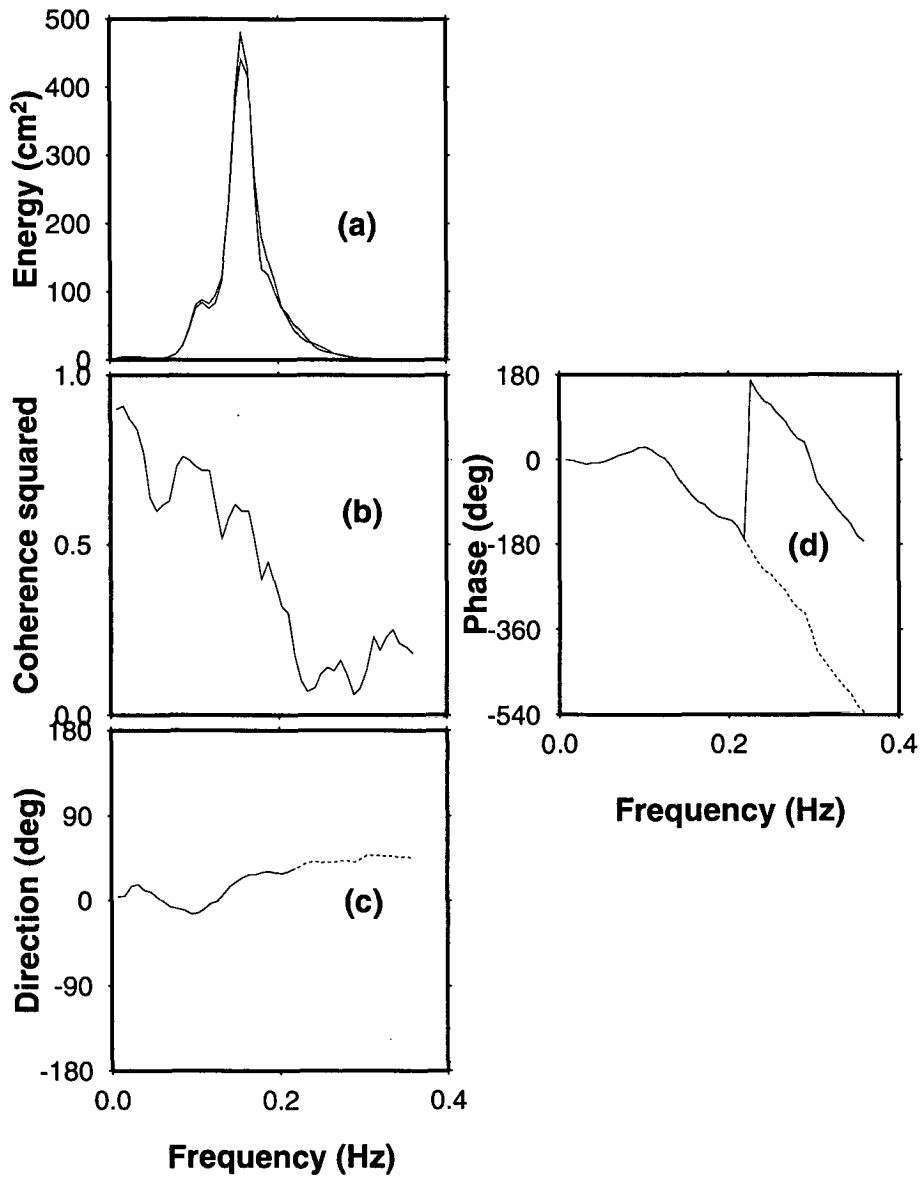 500
400
300
200
100
0
Energy (cm²)
(a)
1.0
0.5
0.0
Coherence squared
(b)
180
90
0
-90
-180
Direction (deg)
(c)
0.0
0.2
0.4
Frequency (Hz)
180
0
-180
-360
-540
Phase (deg)
(d)
0.0
0.2
0.4
Frequency (Hz)